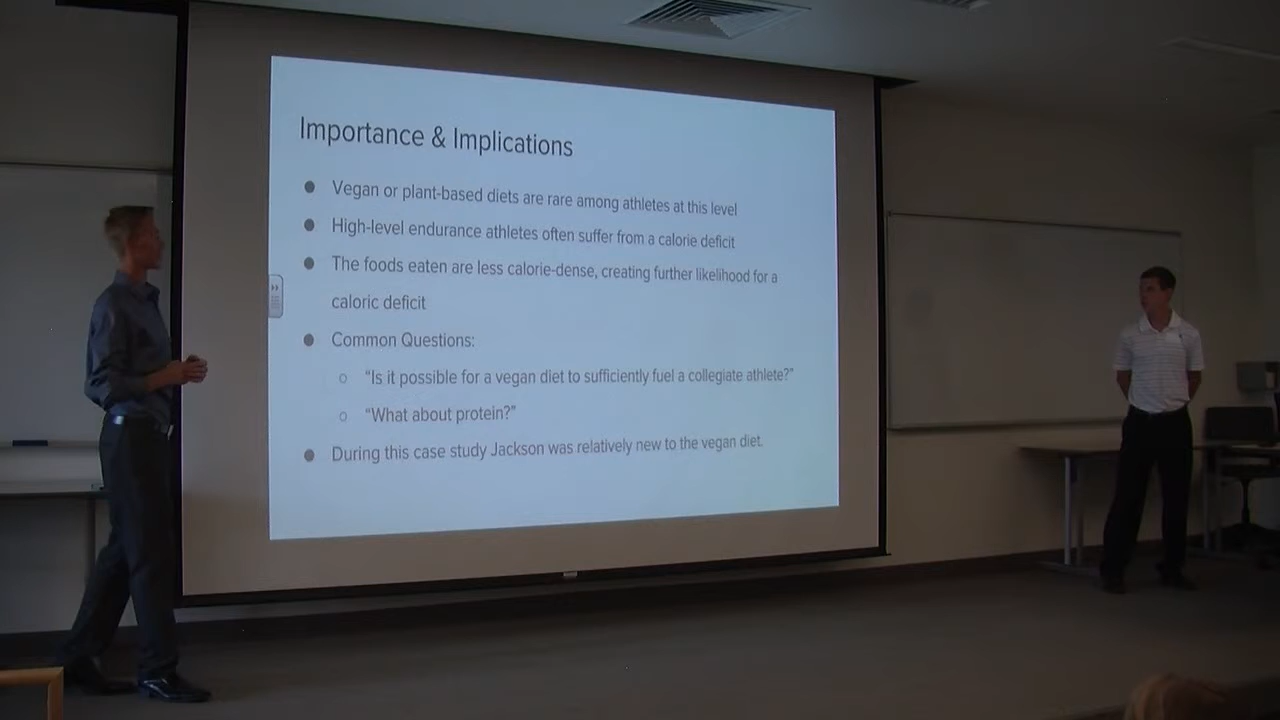 Importance & Implications
● Vegan or plant-based diets are rare among athletes at this level
● High-level endurance athletes often suffer from a calorie deficit
● The foods eaten are less calorie-dense, creating further likelihood for a
caloric deficit
● Common Questions:
○ “Is it possible for a vegan diet to sufficiently fuel a collegiate athlete?”
○ “What about protein?”
● During this case study Jackson was relatively new to the vegan diet.